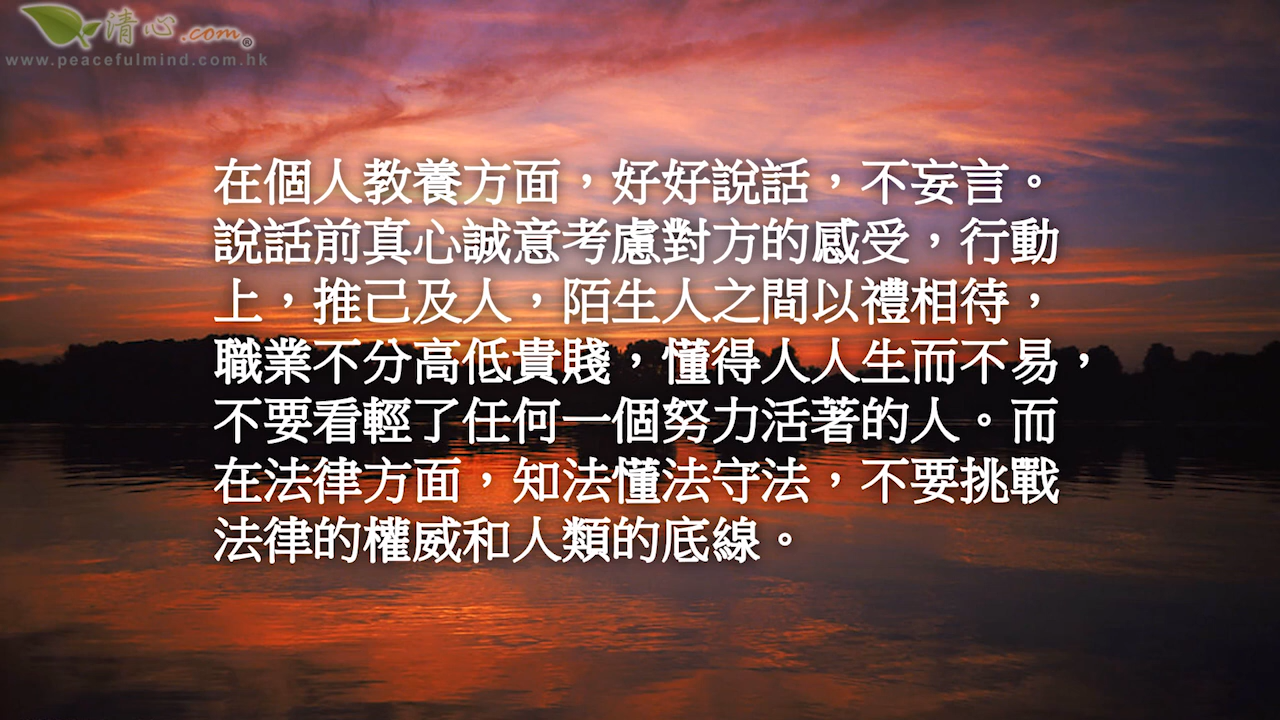 清心.com®
www.peacefulmind.com.hk
在個人教養方面，好好說話，不妄言。
說話前真心誠意考慮對方的感受，行動
上，推己及人，陌生人之間以禮相待，
職業不分高低貴賤，懂得人人生而不易，
不要看輕了任何一個努力活著的人。而
在法律方面，知法懂法守法，不要挑戰
法律的權威和人類的底線。